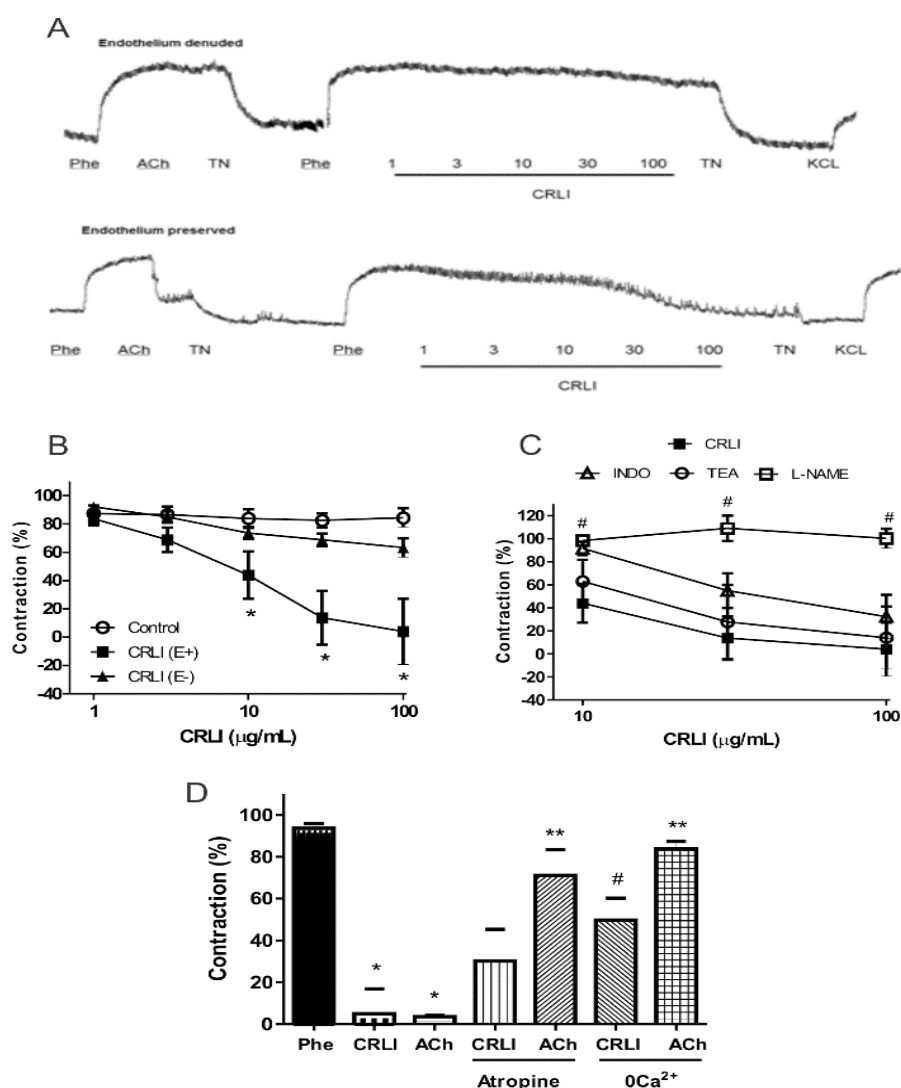 A
Endothelium denuded
Phe ACh TN Phe 1 3 10 30 100 TN KCL
CRLI
Endothelium preserved
Phe ACh TN Phe 1 3 10 30 100 TN KCL
CRLI
B
Contraction (%)
100
80
60
40
20
0
-20
-40
Control
CRLI (E+)
CRLI (E-)
*
*
*
1 10 100
CRLI (μg/mL)
C
CRLI
INDO TEA L-NAME
Contraction (%)
120
100
80
60
40
20
0
-20
-40
# # #
10 100
CRLI (μg/mL)
D
Contraction (%)
100
80
60
40
20
0
* * ** # **
Phe CRLI ACh CRLI ACh CRLI ACh
Atropine 0Ca²⁺